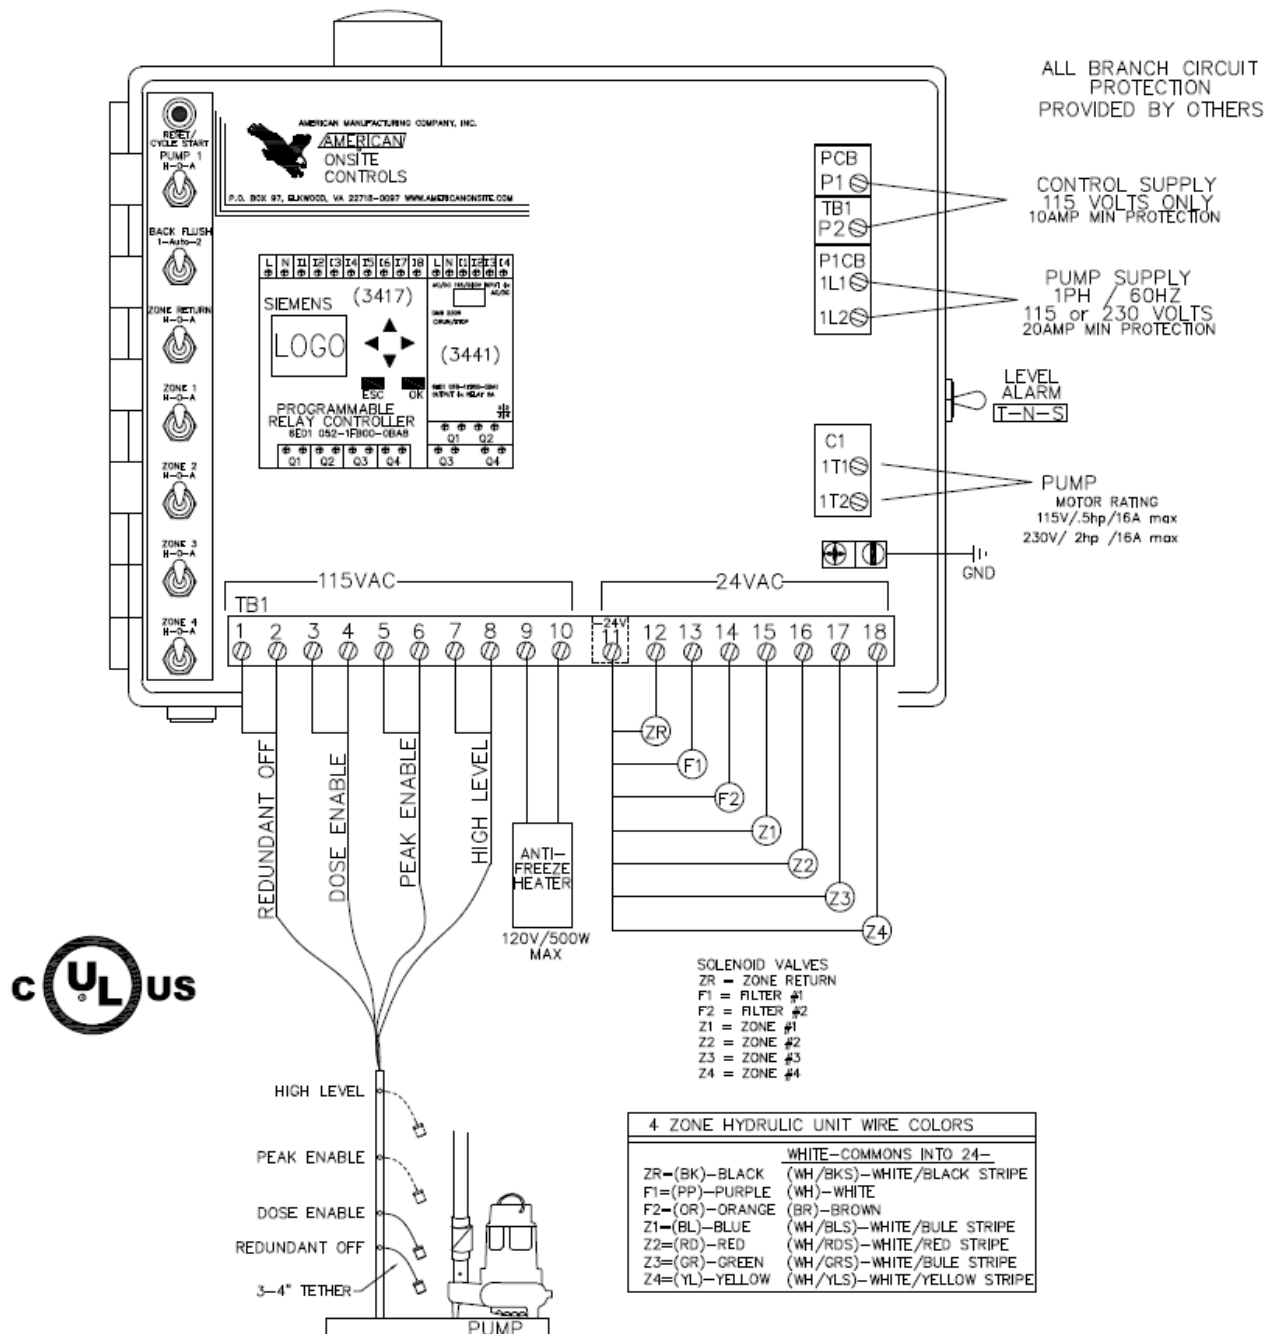 ALL BRANCH CIRCUIT
PROTECTION
PROVIDED BY OTHERS
RESET/
CYCLE START
PUMP 1
H-O-A
BACK FLUSH
1-Auto-2
ZONE RETURN
H-O-A
ZONE 1
H-O-A
ZONE 2
H-O-A
ZONE 3
H-O-A
ZONE 4
H-O-A
AMERICAN MANUFACTURING COMPANY, INC.
AMERICAN
ONSITE
CONTROLS
P.O. BOX 97, ELKWOOD, VA 22718-0097 WWW.AMERICANONSITE.COM
L N I1 I2 I3 I4 I5 I6 I7 I8
L N I1 I2 I3 I4
SIEMENS
(3417)
LOGO
ESC OK
PROGRAMMABLE
RELAY CONTROLLER
6ED1 052-1FB00-0BA8
Q1 Q2 Q3 Q4
(3441)
Q1 Q2
Q3 Q4
PCB
P1
TB1
P2
P1CB
1L1
1L2
CONTROL SUPPLY
115 VOLTS ONLY
10AMP MIN PROTECTION
PUMP SUPPLY
1PH / 60HZ
115 or 230 VOLTS
20AMP MIN PROTECTION
LEVEL
ALARM
T-N-S
C1
1T1
1T2
PUMP
MOTOR RATING
115V/.5hp/16A max
230V/ 2hp /16A max
GND
115VAC
24VAC
TB1
1 2 3 4 5 6 7 8 9 10
-24V
11 12 13 14 15 16 17 18
REDUNDANT OFF
DOSE ENABLE
PEAK ENABLE
HIGH LEVEL
ANTI-
FREEZE
HEATER
120V/500W
MAX
ZR
F1
F2
Z1
Z2
Z3
Z4
C UL US
SOLENOID VALVES
ZR = ZONE RETURN
F1 = FILTER #1
F2 = FILTER #2
Z1 = ZONE #1
Z2 = ZONE #2
Z3 = ZONE #3
Z4 = ZONE #4
HIGH LEVEL
PEAK ENABLE
DOSE ENABLE
REDUNDANT OFF
3-4" TETHER
PUMP
4 ZONE HYDRULIC UNIT WIRE COLORS
WHITE-COMMONS INTO 24-
ZR=(BK)-BLACK (WH/BKS)-WHITE/BLACK STRIPE
F1=(PP)-PURPLE (WH)-WHITE
F2=(OR)-ORANGE (BR)-BROWN
Z1=(BL)-BLUE (WH/BLS)-WHITE/BULE STRIPE
Z2=(RD)-RED (WH/RDS)-WHITE/RED STRIPE
Z3=(GR)-GREEN (WH/GRS)-WHITE/BULE STRIPE
Z4=(YL)-YELLOW (WH/YLS)-WHITE/YELLOW STRIPE